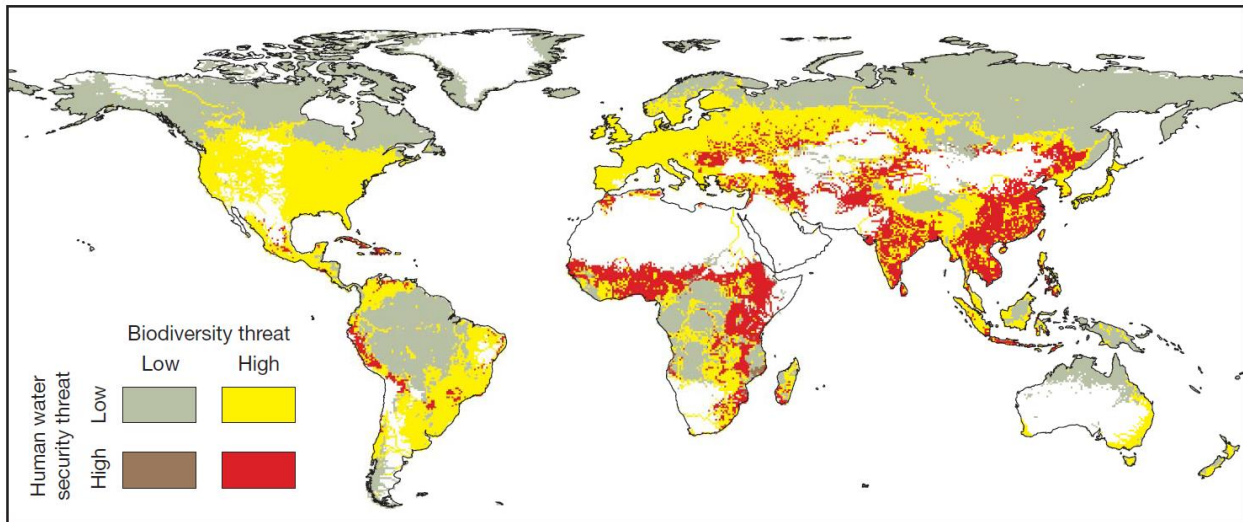 Biodiversity threat
Low High
Human water
security threat
Low
High